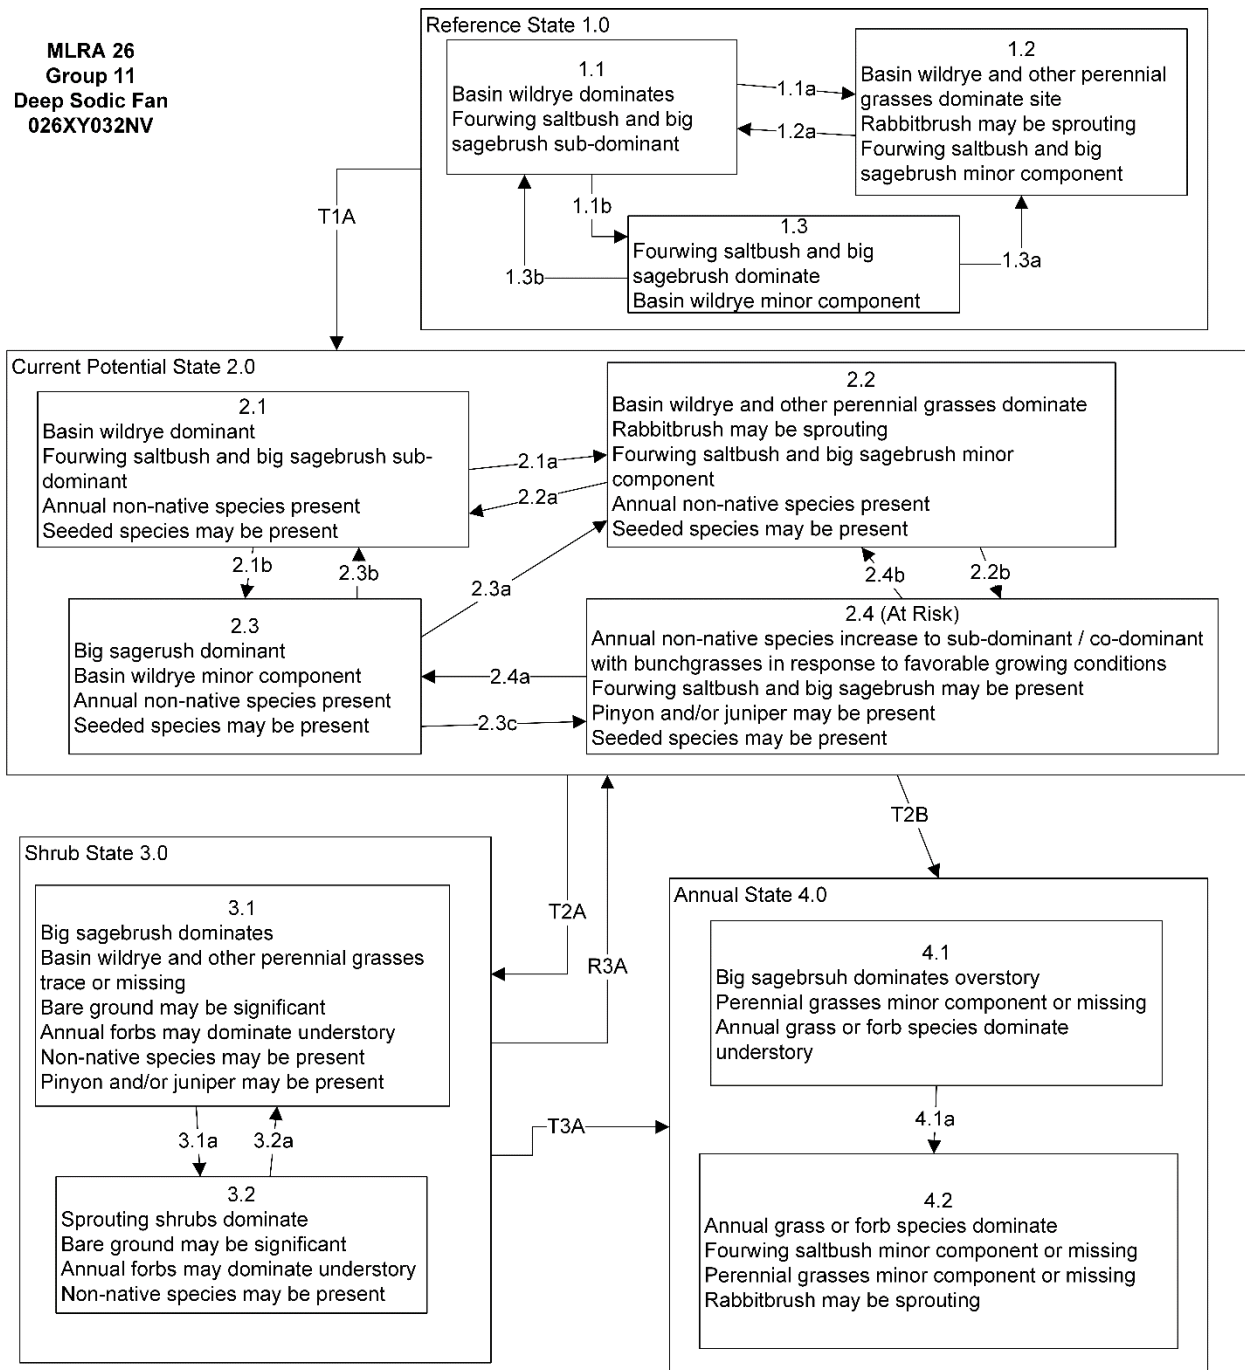 MLRA 26
Group 11
Deep Sodic Fan
026XY032NV
Reference State 1.0
1.1
Basin wildrye dominates
Fourwing saltbush and big
sagebrush sub-dominant
1.1a
1.2a
1.2
Basin wildrye and other perennial
grasses dominate site
Rabbitbrush may be sprouting
Fourwing saltbush and big
sagebrush minor component
1.1b
1.3
Fourwing saltbush and big
sagebrush dominate
Basin wildrye minor component
1.3b
1.3a
T1A
Current Potential State 2.0
2.1
Basin wildrye dominant
Fourwing saltbush and big sagebrush sub-
dominant
Annual non-native species present
Seeded species may be present
2.1a
2.2a
2.2
Basin wildrye and other perennial grasses dominate
Rabbitbrush may be sprouting
Fourwing saltbush and big sagebrush minor
component
Annual non-native species present
Seeded species may be present
2.1b
2.3b
2.3a
2.4b
2.2b
2.3
Big sagerush dominant
Basin wildrye minor component
Annual non-native species present
Seeded species may be present
2.4a
2.3c
2.4 (At Risk)
Annual non-native species increase to sub-dominant / co-dominant
with bunchgrasses in response to favorable growing conditions
Fourwing saltbush and big sagebrush may be present
Pinyon and/or juniper may be present
Seeded species may be present
T2A
R3A
T2B
Shrub State 3.0
3.1
Big sagebrush dominates
Basin wildrye and other perennial grasses
trace or missing
Bare ground may be significant
Annual forbs may dominate understory
Non-native species may be present
Pinyon and/or juniper may be present
3.1a
3.2a
3.2
Sprouting shrubs dominate
Bare ground may be significant
Annual forbs may dominate understory
Non-native species may be present
T3A
Annual State 4.0
4.1
Big sagebrsuh dominates overstory
Perennial grasses minor component or missing
Annual grass or forb species dominate
understory
4.1a
4.2
Annual grass or forb species dominate
Fourwing saltbush minor component or missing
Perennial grasses minor component or missing
Rabbitbrush may be sprouting